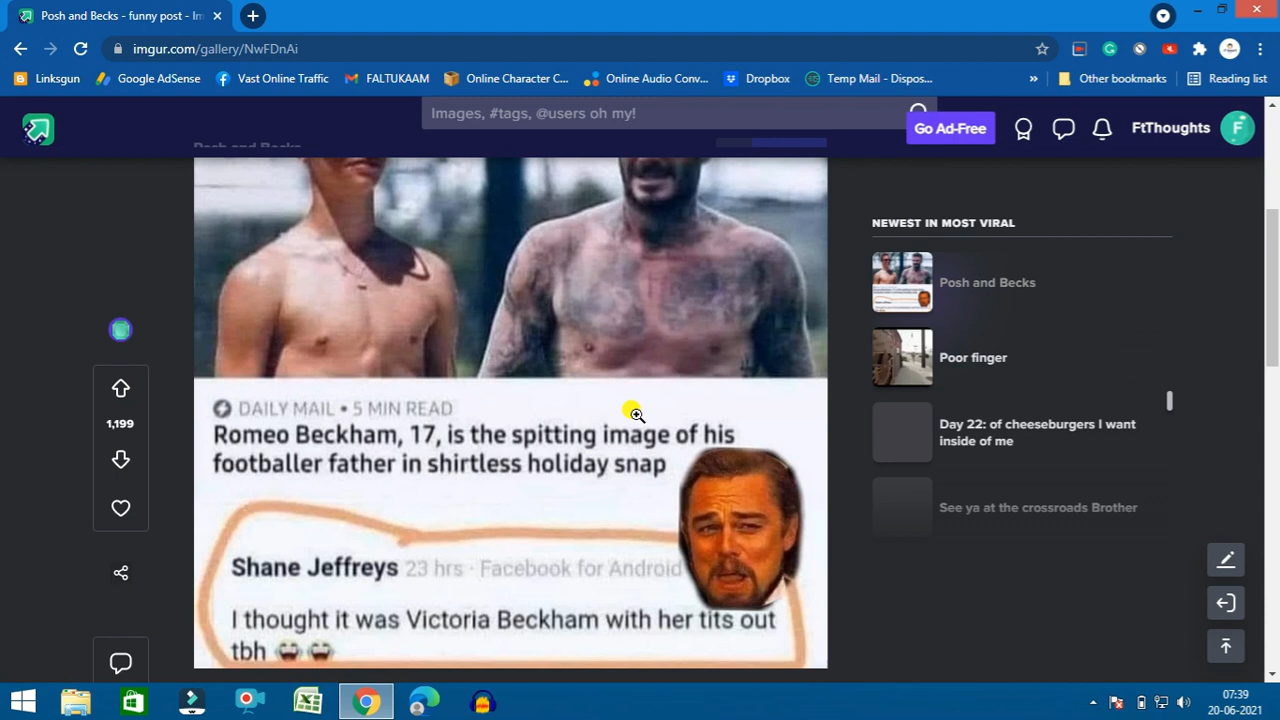 Posh and Becks - funny post - Im
imgur.com/gallery/NwFDnAi
Linksgun
Google AdSense
Vast Online Traffic
FALTUKAAM
Online Character C...
Online Audio Conv...
Dropbox
Temp Mail - Dispos...
»
Other bookmarks
Reading list
Images, #tags, @users oh my!
Go Ad-Free
FtThoughts
F
Posh and Becks
1,199
DAILY MAIL • 5 MIN READ
Romeo Beckham, 17, is the spitting image of his
footballer father in shirtless holiday snap
Shane Jeffreys 23 hrs · Facebook for Android
I thought it was Victoria Beckham with her tits out
tbh
NEWEST IN MOST VIRAL
Posh and Becks
Poor finger
Day 22: of cheeseburgers I want
inside of me
See ya at the crossroads Brother
07:39
20-06-2021